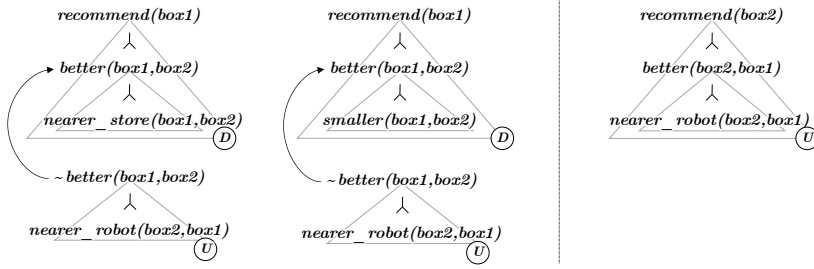 recommend(box1) recommend(box1) recommend(box2)
better(box1,box2) better(box1,box2) better(box2,box1)
nearer_store(box1,box2) smaller(box1,box2) nearer_robot(box2,box1)
D D U
~better(box1,box2) ~better(box1,box2)
nearer_robot(box2,box1) nearer_robot(box2,box1)
U U